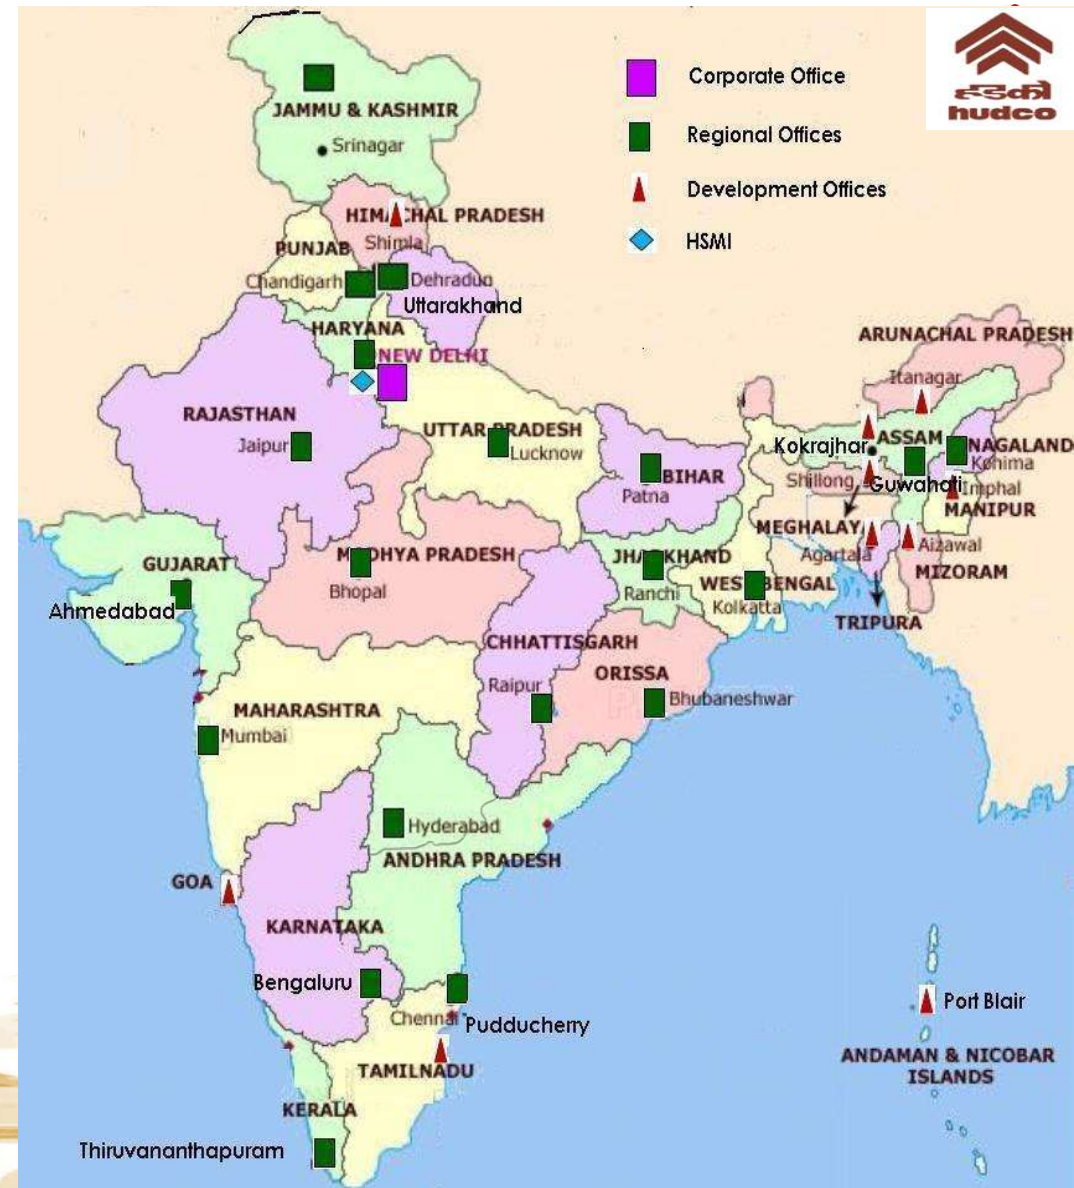 Corporate Office
Regional Offices
Development Offices
HSMI
हडको
hudco
JAMMU & KASHMIR
Srinagar
HIMACHAL PRADESH
Shimla
PUNJAB
Chandigarh
Dehradun
Uttarakhand
HARYANA
NEW DELHI
ARUNACHAL PRADESH
Itanagar
RAJASTHAN
Jaipur
UTTAR PRADESH
Lucknow
Kokrajhar
ASSAM
NAGALAND
Kohima
BIHAR
Patna
Shillong
Guwahati
Imphal
MANIPUR
MEGHALAY
Agartala
Aizawal
MIZORAM
TRIPURA
GUJARAT
Ahmedabad
MADHYA PRADESH
Bhopal
JHARKHAND
Ranchi
WEST BENGAL
Kolkatta
CHHATTISGARH
Raipur
ORISSA
Bhubaneshwar
MAHARASHTRA
Mumbai
Hyderabad
ANDHRA PRADESH
GOA
KARNATAKA
Bengaluru
Chennai
Pudducherry
TAMILNADU
KERALA
Thiruvananthapuram
Port Blair
ANDAMAN & NICOBAR
ISLANDS